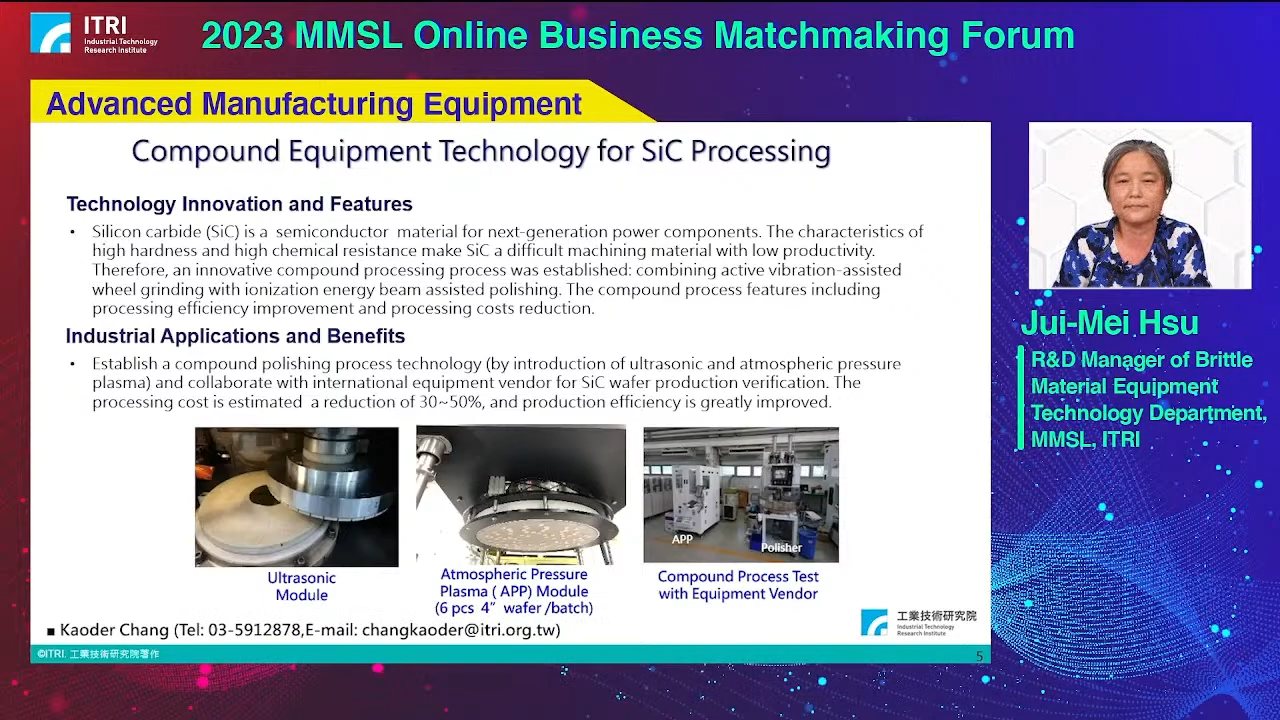 ITRI
Industrial Technology
Research Institute
2023 MMSL Online Business Matchmaking Forum
Advanced Manufacturing Equipment
Compound Equipment Technology for SiC Processing
Technology Innovation and Features
• Silicon carbide (SiC) is a semiconductor material for next-generation power components. The characteristics of
high hardness and high chemical resistance make SiC a difficult machining material with low productivity.
Therefore, an innovative compound processing process was established: combining active vibration-assisted
wheel grinding with ionization energy beam assisted polishing. The compound process features including
processing efficiency improvement and processing costs reduction.
Industrial Applications and Benefits
• Establish a compound polishing process technology (by introduction of ultrasonic and atmospheric pressure
plasma) and collaborate with international equipment vendor for SiC wafer production verification. The
processing cost is estimated a reduction of 30~50%, and production efficiency is greatly improved.
APP
Polisher
Ultrasonic
Module
Atmospheric Pressure
Plasma ( APP) Module
(6 pcs 4” wafer /batch)
Compound Process Test
with Equipment Vendor
■ Kaoder Chang (Tel: 03-5912878,E-mail: changkaoder@itri.org.tw)
工業技術研究院
Industrial Technology
Research Institute
©ITRI. 工業技術研究院著作
5
Jui-Mei Hsu
R&D Manager of Brittle
Material Equipment
Technology Department,
MMSL, ITRI